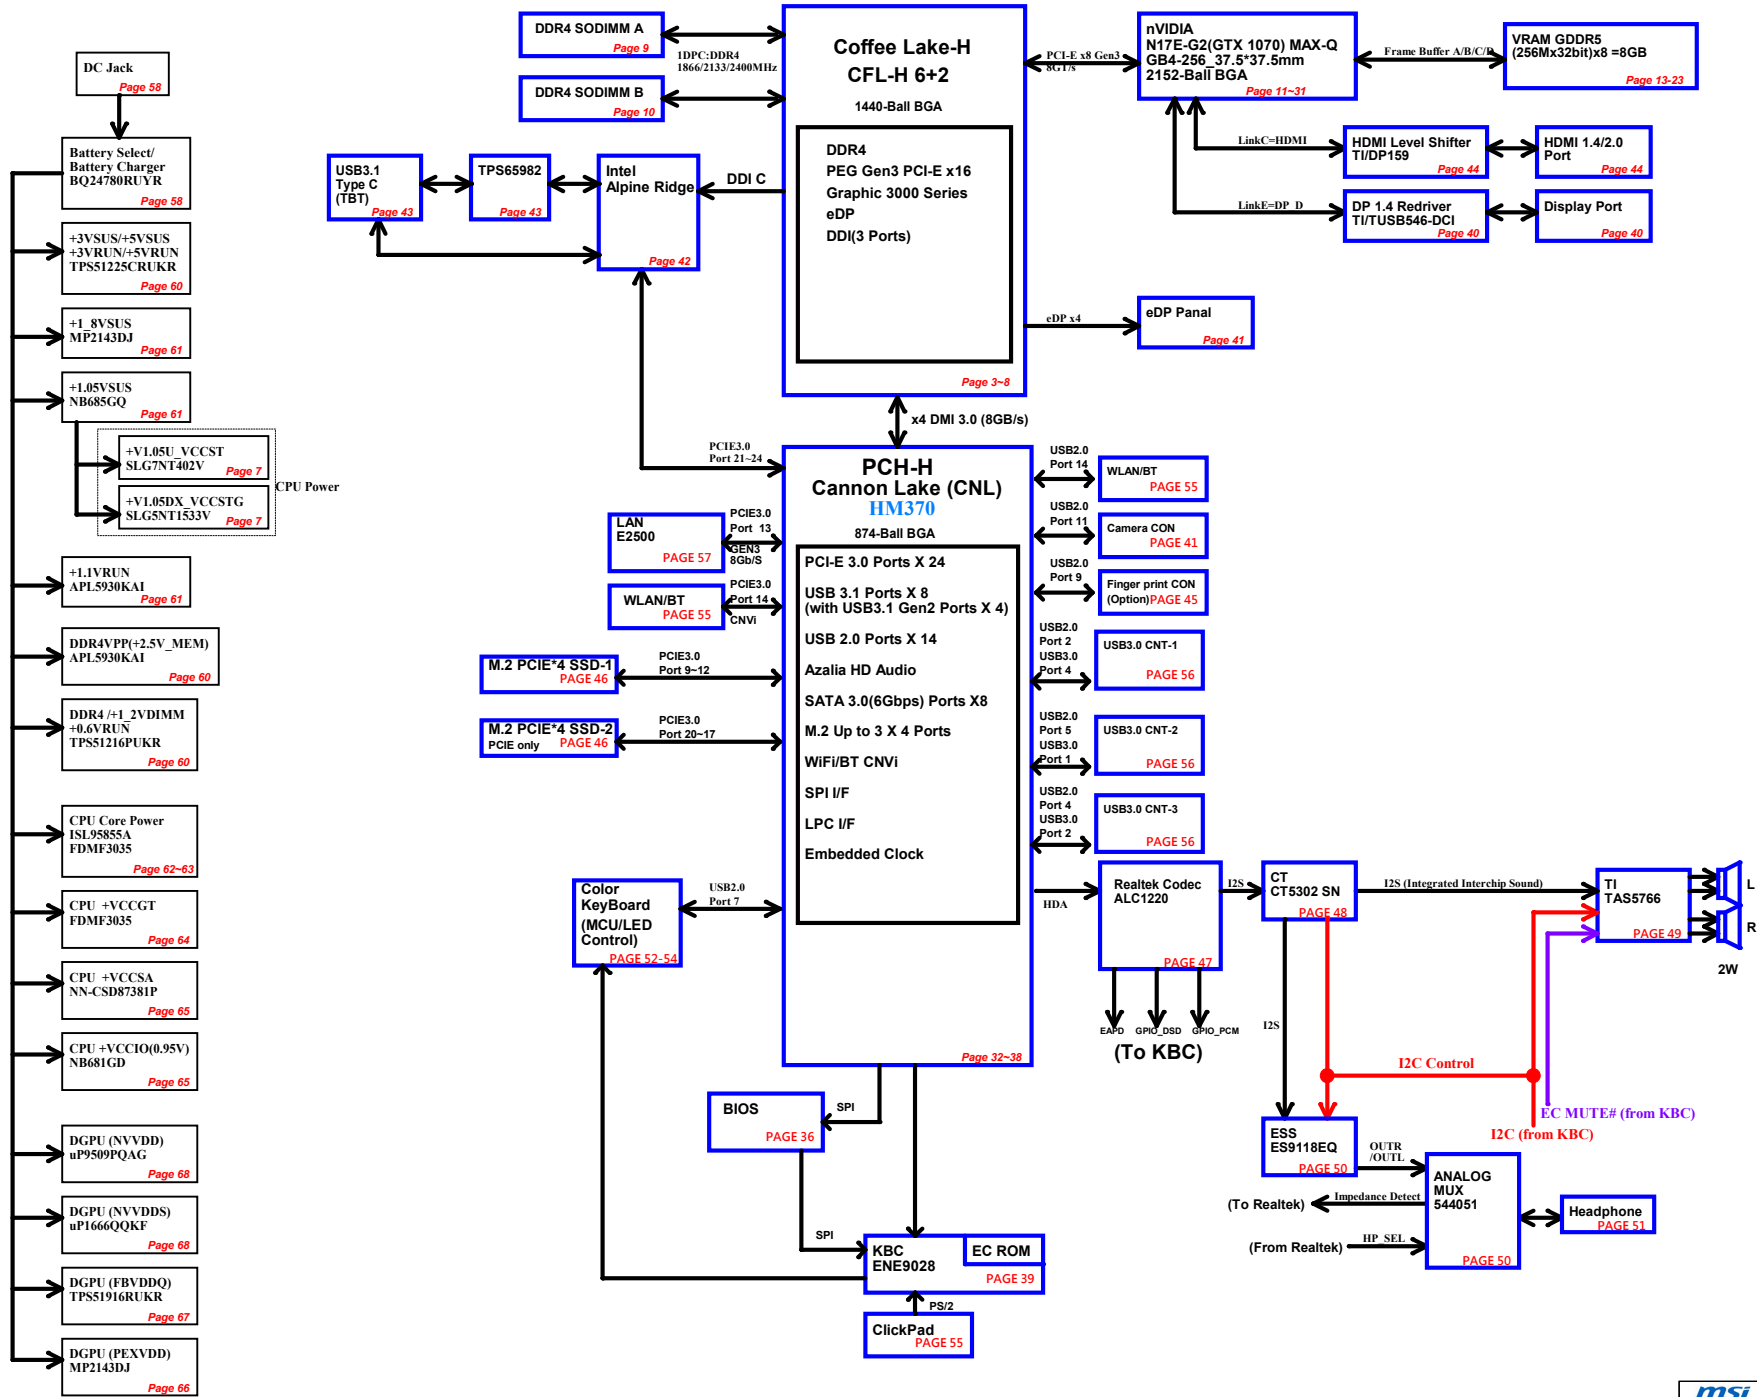 DC Jack
Page 58
Battery Select/
Battery Charger
BQ24780RUYR
Page 58
+3VSUS/+5VSUS
+3VRUN/+5VRUN
TPS51225CRUKR
Page 60
+1_8VSUS
MP2143DJ
Page 61
+1.05VSUS
NB685GQ
Page 61
+V1.05U_VCCST
SLG7NT402V
Page 7
+V1.05DX_VCCSTG
SLG5NT1533V
Page 7
CPU Power
+1.1VRUN
APL5930KAI
Page 61
DDR4VPP(+2.5V_MEM)
APL5930KAI
Page 60
DDR4 /+1_2VDIMM
+0.6VRUN
TPS51216PUKR
Page 60
CPU Core Power
ISL95855A
FDMF3035
Page 62~63
CPU +VCCGT
FDMF3035
Page 64
CPU +VCCSA
NN-CSD87381P
Page 65
CPU +VCCIO(0.95V)
NB681GD
Page 65
DGPU (NVVDD)
uP9509PQAG
Page 68
DGPU (NVVDDS)
uP1666QQKF
Page 68
DGPU (FBVDDQ)
TPS51916RUKR
Page 67
DGPU (PEXVDD)
MP2143DJ
Page 66
DDR4 SODIMM A
Page 9
1DPC:DDR4
1866/2133/2400MHz
DDR4 SODIMM B
Page 10
USB3.1
Type C
(TBT)
Page 43
TPS65982
Page 43
Intel
Alpine Ridge
Page 42
DDI C
Coffee Lake-H
CFL-H 6+2
1440-Ball BGA
DDR4
PEG Gen3 PCI-E x16
Graphic 3000 Series
eDP
DDI(3 Ports)
Page 3~8
PCI-E x8 Gen3
8GT/s
nVIDIA
N17E-G2(GTX 1070) MAX-Q
GB4-256_37.5*37.5mm
2152-Ball BGA
Page 11~31
Frame Buffer A/B/C/D
VRAM GDDR5
(256Mx32bit)x8 =8GB
Page 13-23
LinkC=HDMI
HDMI Level Shifter
TI/DP159
Page 44
HDMI 1.4/2.0
Port
Page 44
LinkE=DP_D
DP 1.4 Redriver
TI/TUSB546-DCI
Page 40
Display Port
Page 40
eDP x4
eDP Panal
Page 41
x4 DMI 3.0 (8GB/s)
PCIE3.0
Port 21~24
PCH-H
Cannon Lake (CNL)
HM370
874-Ball BGA
PCI-E 3.0 Ports X 24
USB 3.1 Ports X 8
(with USB3.1 Gen2 Ports X 4)
USB 2.0 Ports X 14
Azalia HD Audio
SATA 3.0(6Gbps) Ports X8
M.2 Up to 3 X 4 Ports
WiFi/BT CNVi
SPI I/F
LPC I/F
Embedded Clock
Page 32~38
LAN
E2500
PAGE 57
PCIE3.0
Port 13
GEN3
8Gb/S
WLAN/BT
PAGE 55
PCIE3.0
Port 14
CNVi
M.2 PCIE*4 SSD-1
PAGE 46
PCIE3.0
Port 9~12
M.2 PCIE*4 SSD-2
PCIE only PAGE 46
PCIE3.0
Port 20~17
Color
KeyBoard
(MCU/LED
Control)
PAGE 52-54
USB2.0
Port 7
USB2.0
Port 14
WLAN/BT
PAGE 55
USB2.0
Port 11
Camera CON
PAGE 41
USB2.0
Port 9
Finger print CON
(Option)PAGE 45
USB2.0
Port 2
USB3.0
Port 4
USB3.0 CNT-1
PAGE 56
USB2.0
Port 5
USB3.0
Port 1
USB3.0 CNT-2
PAGE 56
USB2.0
Port 4
USB3.0
Port 2
USB3.0 CNT-3
PAGE 56
HDA
Realtek Codec
ALC1220
PAGE 47
EAPD GPIO_DSD GPIO_PCM
(To KBC)
I2S
CT
CT5302 SN
PAGE 48
I2S (Integrated Interchip Sound)
TI
TAS5766
PAGE 49
L
R
2W
I2S
I2C Control
EC MUTE# (from KBC)
I2C (from KBC)
ESS
ES9118EQ
PAGE 50
OUTR
/OUTL
ANALOG
MUX
544051
PAGE 50
(To Realtek)
Impedance Detect
(From Realtek)
HP_SEL
Headphone
PAGE 51
BIOS
PAGE 36
SPI
SPI
KBC
ENE9028
EC ROM
PAGE 39
PS/2
ClickPad
PAGE 55
msi